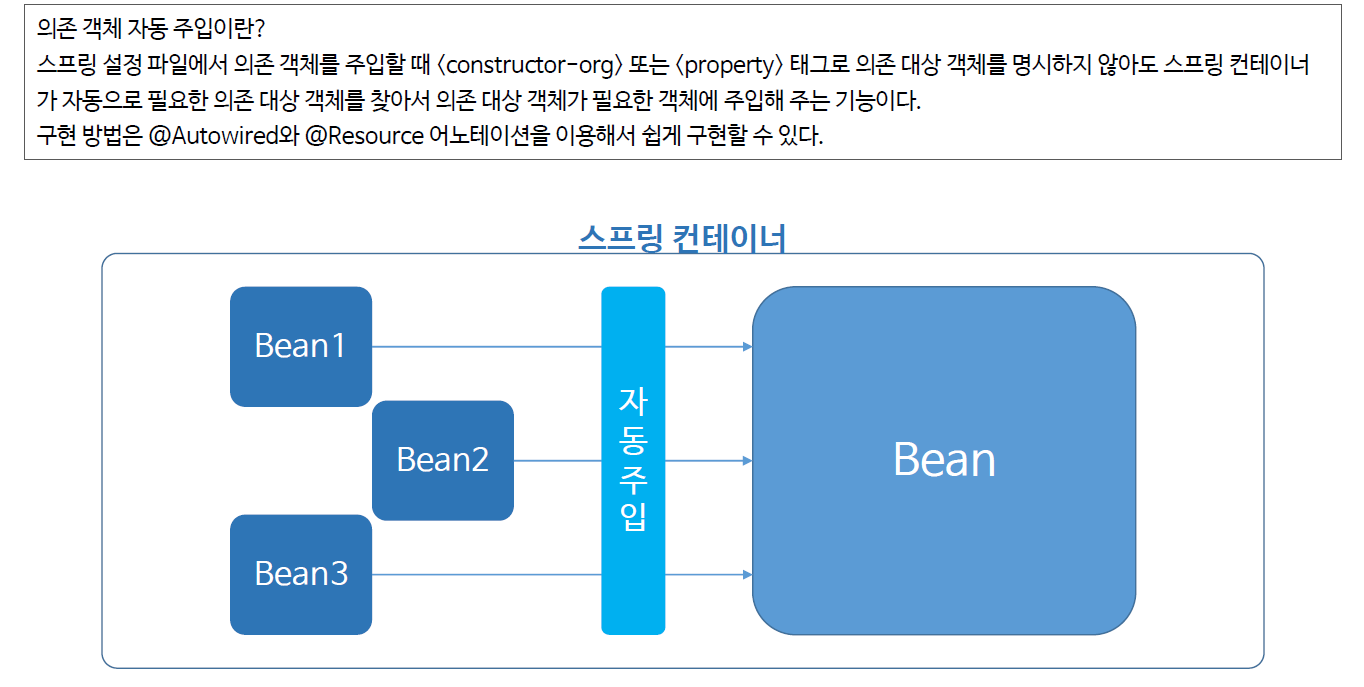 의존 객체 자동 주입이란?
스프링 설정 파일에서 의존 객체를 주입할 때 <constructor-org> 또는 <property> 태그로 의존 대상 객체를 명시하지 않아도 스프링 컨테이너
가 자동으로 필요한 의존 대상 객체를 찾아서 의존 대상 객체가 필요한 객체에 주입해 주는 기능이다.
구현 방법은 @Autowired와 @Resource 어노테이션을 이용해서 쉽게 구현할 수 있다.
스프링 컨테이너
Bean1
Bean2
Bean3
자
동
주
입
Bean